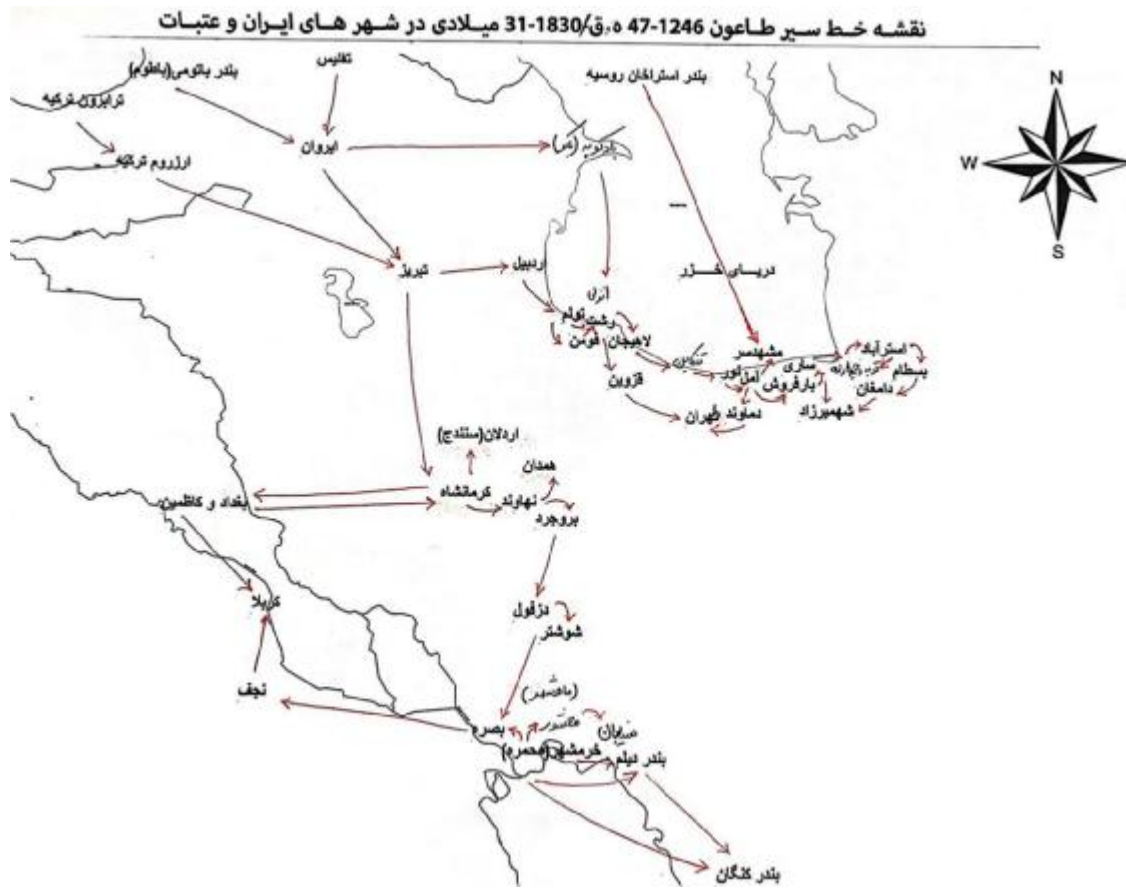 نقشه خط سیر طاعون 1246-47 ه.ق/1830-31 میلادی در شهر های ایران و عتبات
تفلیس
بندر باتومی(باطوم)
بندر استراخان روسیه
ترابزون ترکیه
N
ایروان
ارزروم ترکیه
W
S
تبریز
اردبیل
دریای خزر
تولم
رشت
فومن
لاهیجان
قزوین
مشهدسر
نور
آمل
ساری
بارفروش
استرآباد
بسطام
دامغان
شهمیرزاد
دماوند
طهران
اردلان(سنندج)
همدان
کرمانشاه
نهاوند
بروجرد
بغداد و کاظمین
کربلا
دزفول
شوشتر
نجف
(ماهشهر)
بصره
خرمشهر(محمره)
بندر دیلم
بندر کنگان